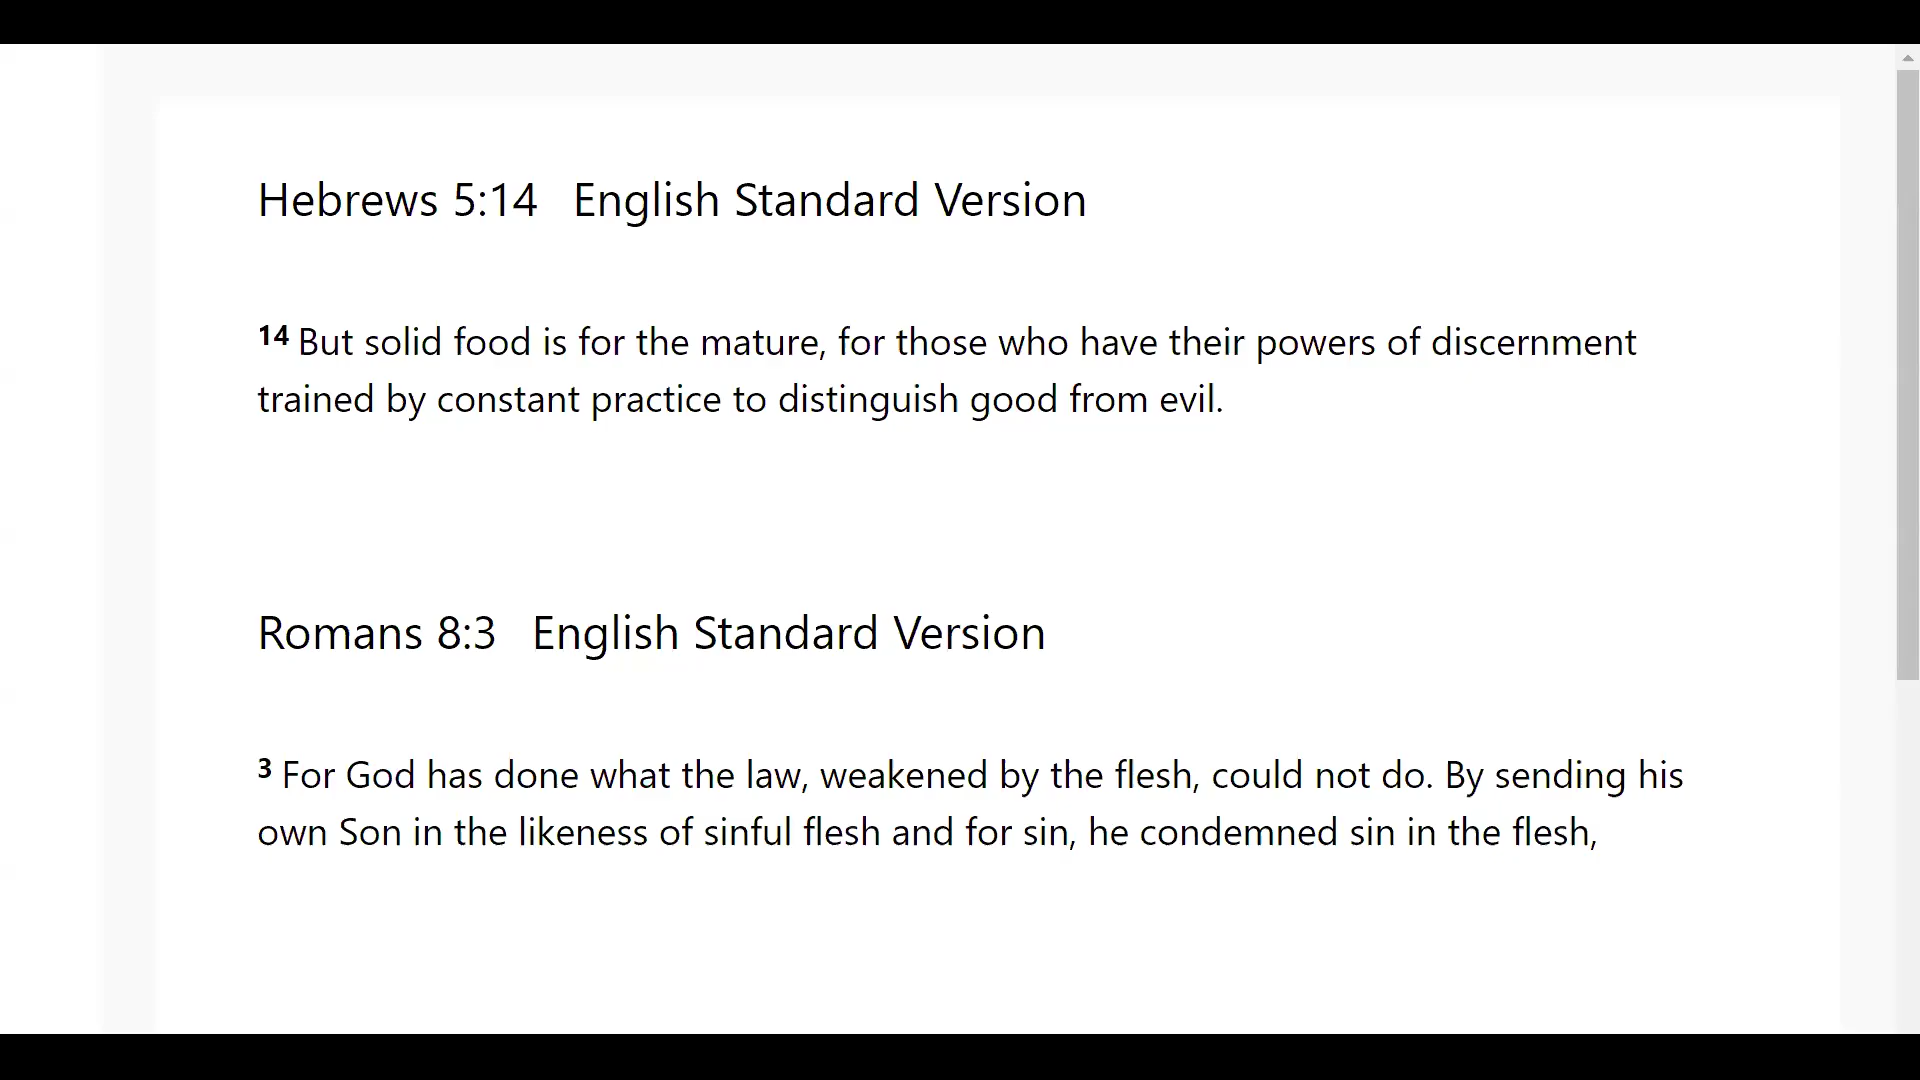 Hebrews 5:14 English Standard Version
14 But solid food is for the mature, for those who have their powers of discernment
trained by constant practice to distinguish good from evil.
Romans 8:3 English Standard Version
3 For God has done what the law, weakened by the flesh, could not do. By sending his
own Son in the likeness of sinful flesh and for sin, he condemned sin in the flesh,